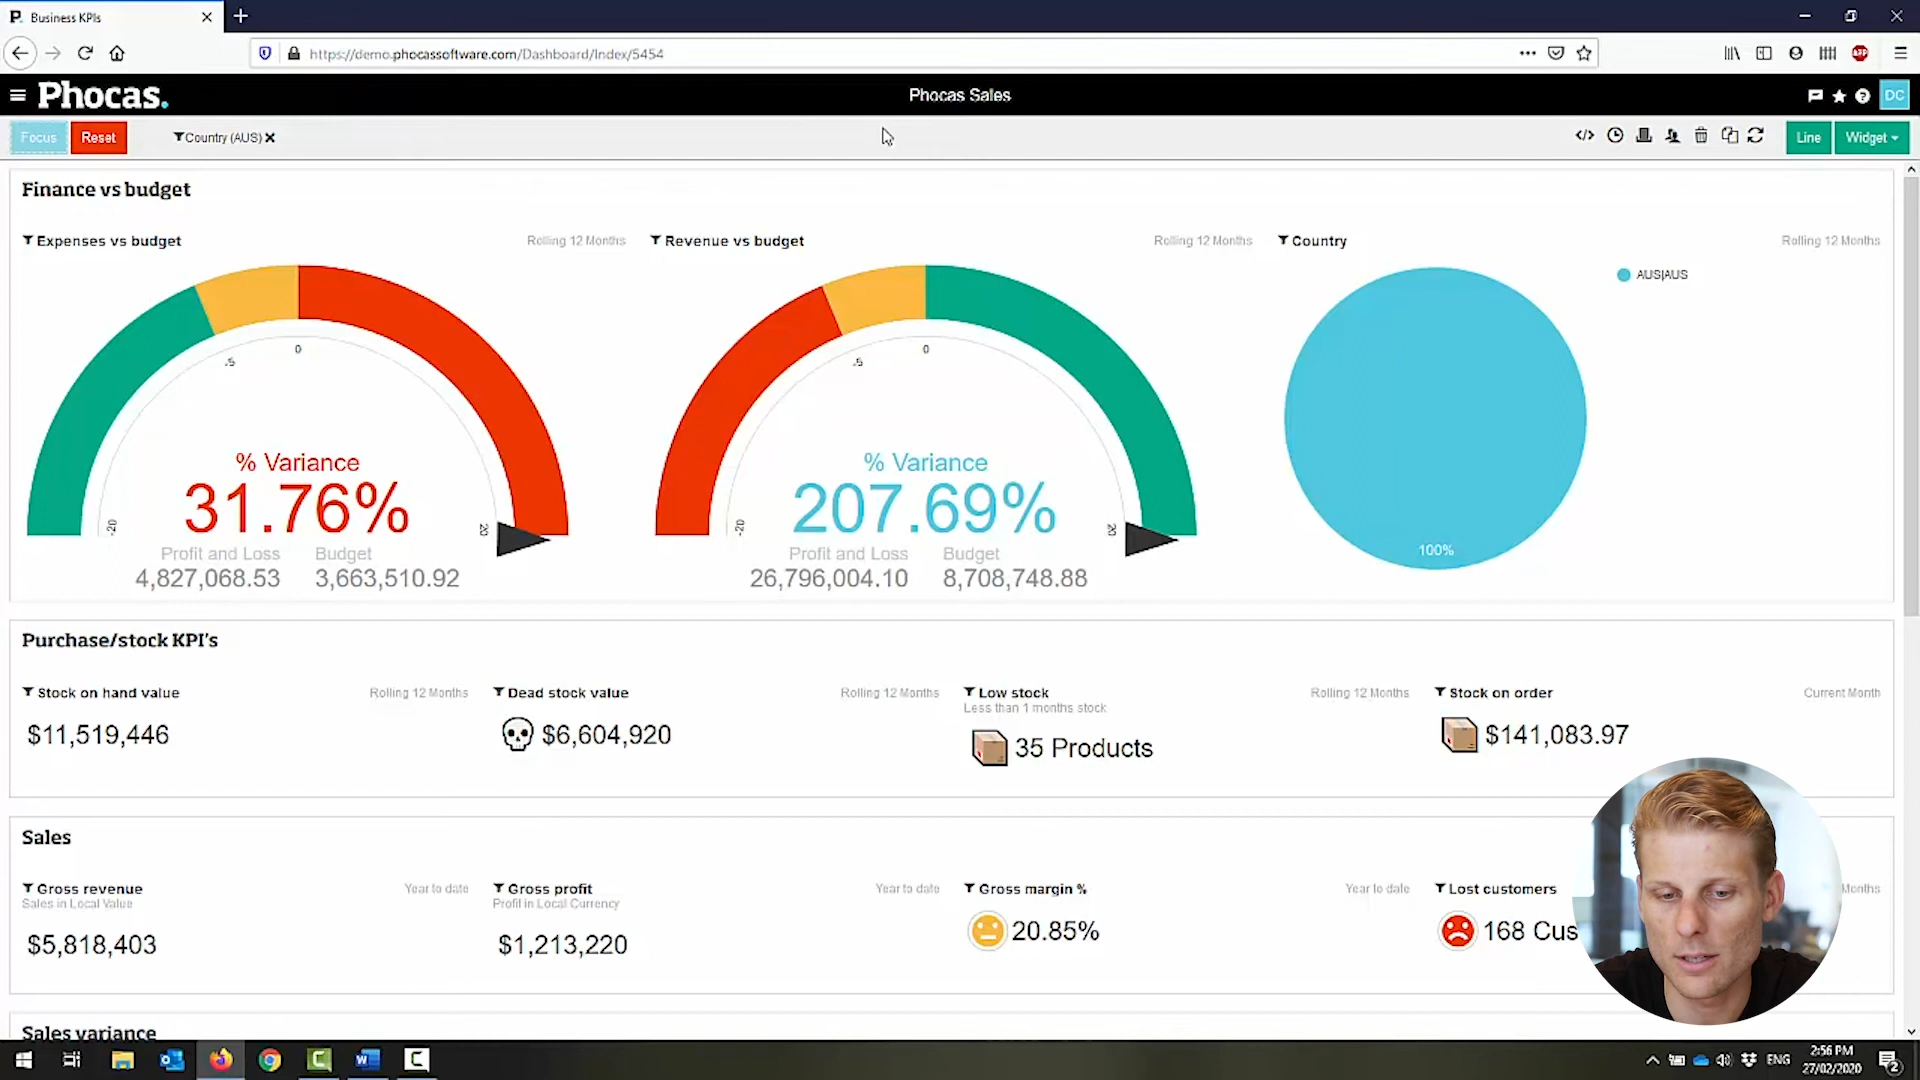 P. Business KPIs
https://demo.phocassoftware.com/Dashboard/Index/5454
ABP
Phocas.
Phocas Sales
DC
Focus
Reset
Country (AUS)
Line
Widget
Finance vs budget
Expenses vs budget
Rolling 12 Months
Revenue vs budget
Rolling 12 Months
Country
Rolling 12 Months
-20
-5
0
20
% Variance
31.76%
Profit and Loss
Budget
4,827,068.53
3,663,510.92
-20
-5
0
20
% Variance
207.69%
Profit and Loss
Budget
26,796,004.10
8,708,748.88
AUS|AUS
100%
Purchase/stock KPI's
Stock on hand value
Rolling 12 Months
$11,519,446
Dead stock value
Rolling 12 Months
$6,604,920
Low stock
Rolling 12 Months
Less than 1 months stock
35 Products
Stock on order
Current Month
$141,083.97
Sales
Gross revenue
Year to date
Sales in Local Value
$5,818,403
Gross profit
Year to date
Profit in Local Currency
$1,213,220
Gross margin %
Year to date
20.85%
Lost customers
Months
168 Cus
Sales variance
ENG
2:56 PM
27/02/2020
2